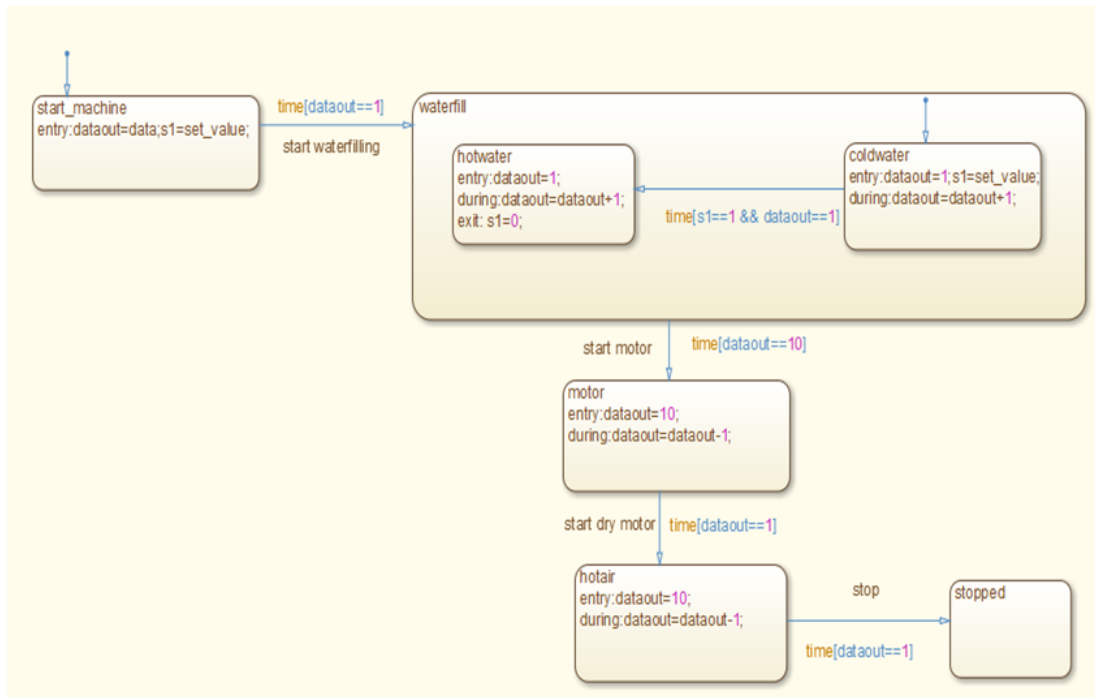 start_machine
entry:dataout=data;s1=set_value;
time[dataout==1]
start waterfilling
waterfill
hotwater
entry:dataout=1;
during:dataout=dataout+1;
exit: s1=0;
time[s1==1 && dataout==1]
coldwater
entry:dataout=1;s1=set_value;
during:dataout=dataout+1;
start motor
time[dataout==10]
motor
entry:dataout=10;
during:dataout=dataout-1;
start dry motor
time[dataout==1]
hotair
entry:dataout=10;
during:dataout=dataout-1;
stop
time[dataout==1]
stopped